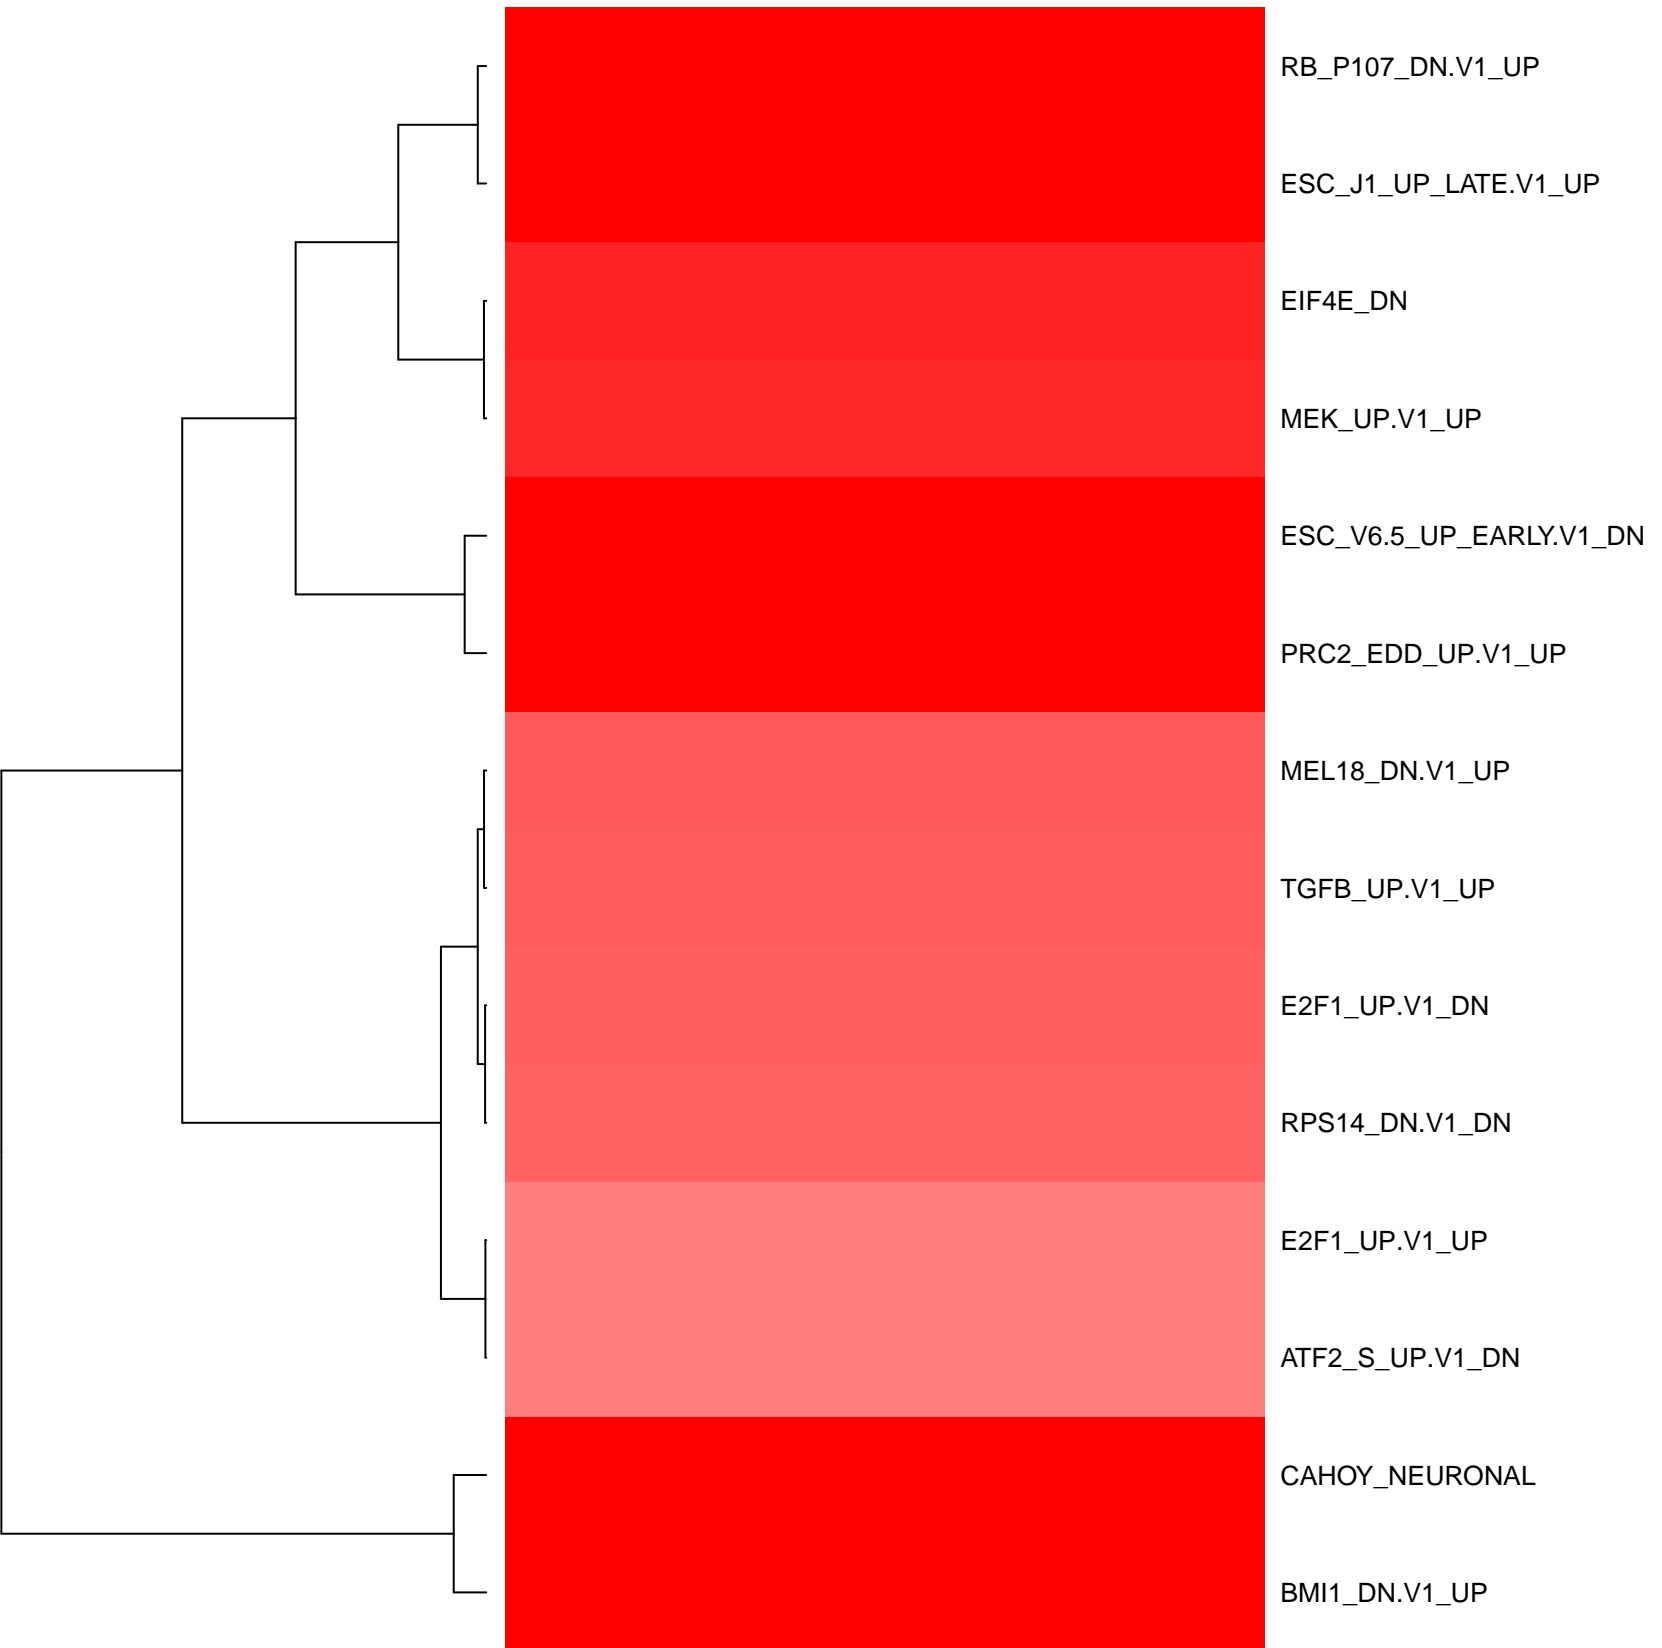 RB_P107_DN.V1_UP
ESC_J1_UP_LATE.V1_UP
EIF4E_DN
MEK_UP.V1_UP
ESC_V6.5_UP_EARLY.V1_DN
PRC2_EDD_UP.V1_UP
MEL18_DN.V1_UP
TGFB_UP.V1_UP
E2F1_UP.V1_DN
RPS14_DN.V1_DN
E2F1_UP.V1_UP
ATF2_S_UP.V1_DN
CAHOY_NEURONAL
BMI1_DN.V1_UP